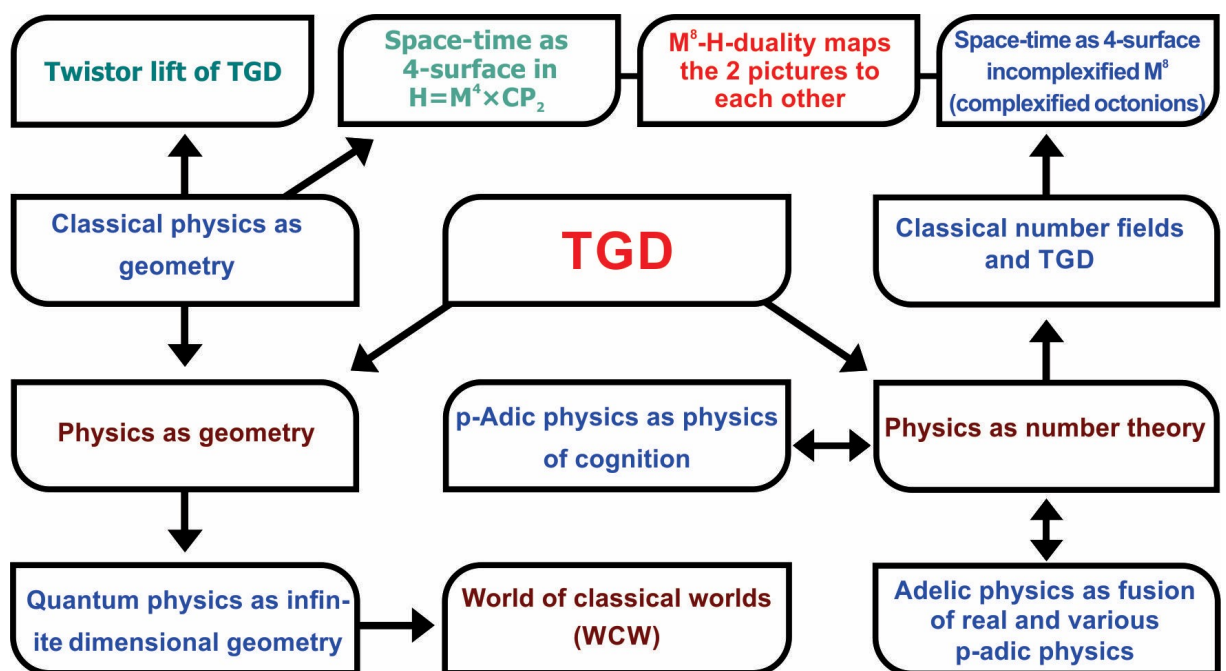 Twistor lift of TGD
Space-time as
4-surface in
H=M⁴×CP₂
M⁸-H-duality maps
the 2 pictures to
each other
Space-time as 4-surface
incomplexified M⁸
(complexified octonions)
Classical physics as
geometry
TGD
Classical number fields
and TGD
Physics as geometry
p-Adic physics as physics
of cognition
Physics as number theory
Quantum physics as infin-
ite dimensional geometry
World of classical worlds
(WCW)
Adelic physics as fusion
of real and various
p-adic physics